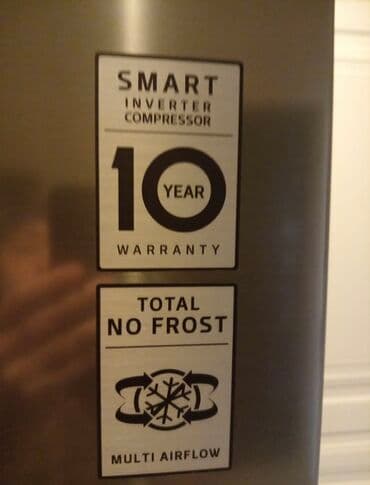 SMART
INVERTER
COMPRESSOR
10
YEAR
WARRANTY
TOTAL
NO FROST
MULTI AIRFLOW